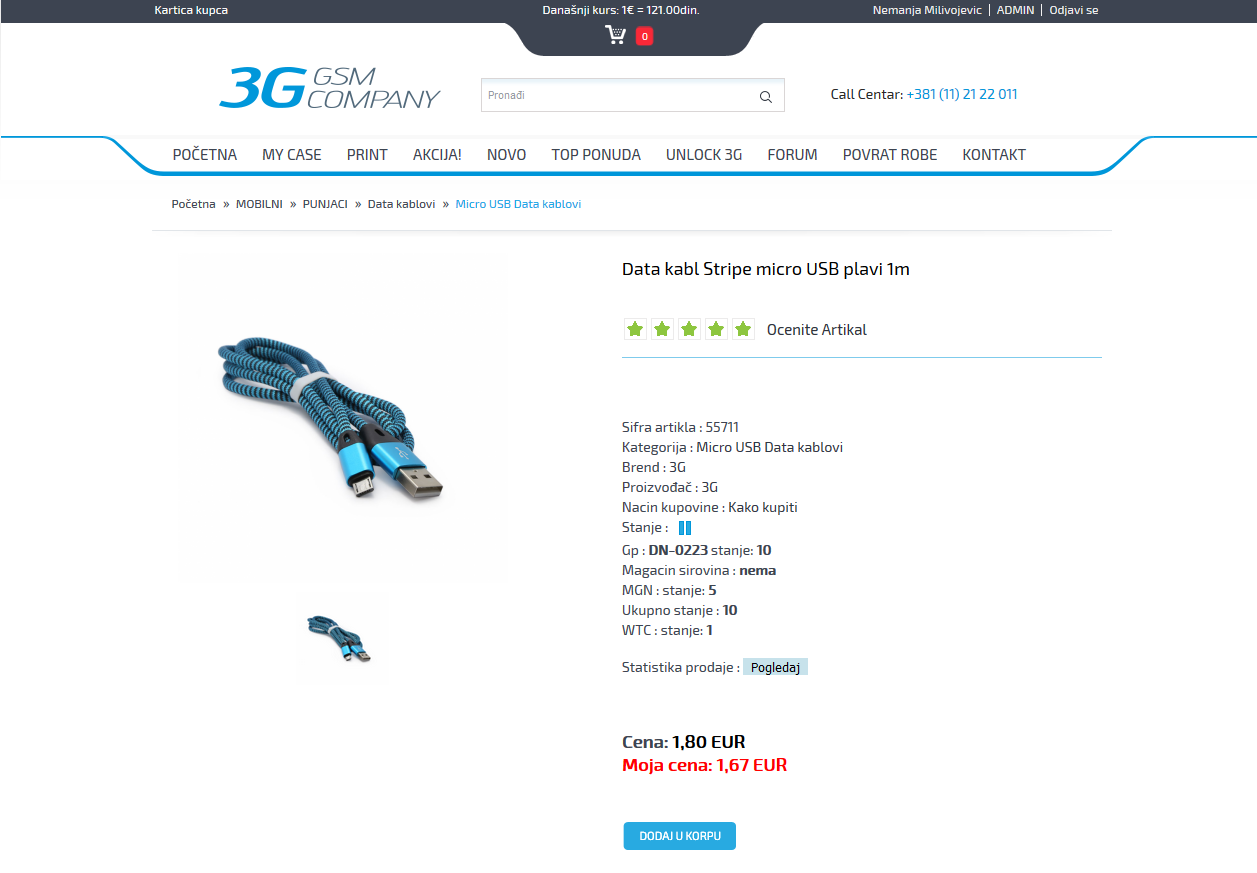 Kartica kupca
Današnji kurs: 1€ = 121.00din.
Nemanja Milivojevic | ADMIN | Odjavi se
0
3G GSM COMPANY
Pronađi
Call Centar: +381 (11) 21 22 011
POČETNA MY CASE PRINT AKCIJA! NOVO TOP PONUDA UNLOCK 3G FORUM POVRAT ROBE KONTAKT
Početna » MOBILNI » PUNJACI » Data kablovi » Micro USB Data kablovi
Data kabl Stripe micro USB plavi 1m
Ocenite Artikal
Sifra artikla : 55711
Kategorija : Micro USB Data kablovi
Brend : 3G
Proizvođač : 3G
Nacin kupovine : Kako kupiti
Stanje :
Gp : DN-0223 stanje: 10
Magacin sirovina : nema
MGN : stanje: 5
Ukupno stanje : 10
WTC : stanje: 1
Statistika prodaje : Pogledaj
Cena: 1,80 EUR
Moja cena: 1,67 EUR
DODAJ U KORPU